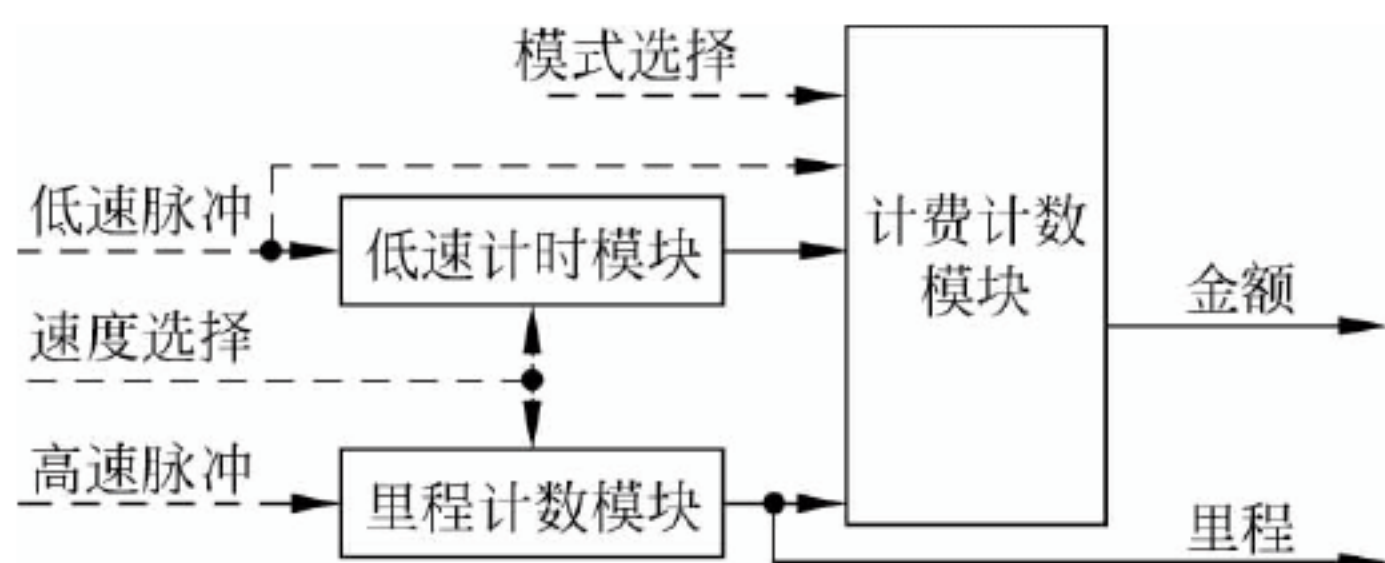 模式选择
低速脉冲
低速计时模块
计费计数
模块
金额
速度选择
高速脉冲
里程计数模块
里程